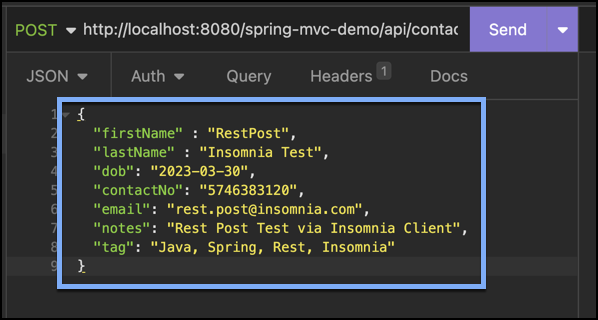 POST http://localhost:8080/spring-mvc-demo/api/contac Send
JSON Auth Query Headers 1 Docs
1 {
2 "firstName" : "RestPost",
3 "lastName" : "Insomnia Test",
4 "dob": "2023-03-30",
5 "contactNo": "5746383120",
6 "email": "rest.post@insomnia.com",
7 "notes": "Rest Post Test via Insomnia Client",
8 "tag": "Java, Spring, Rest, Insomnia"
9 }